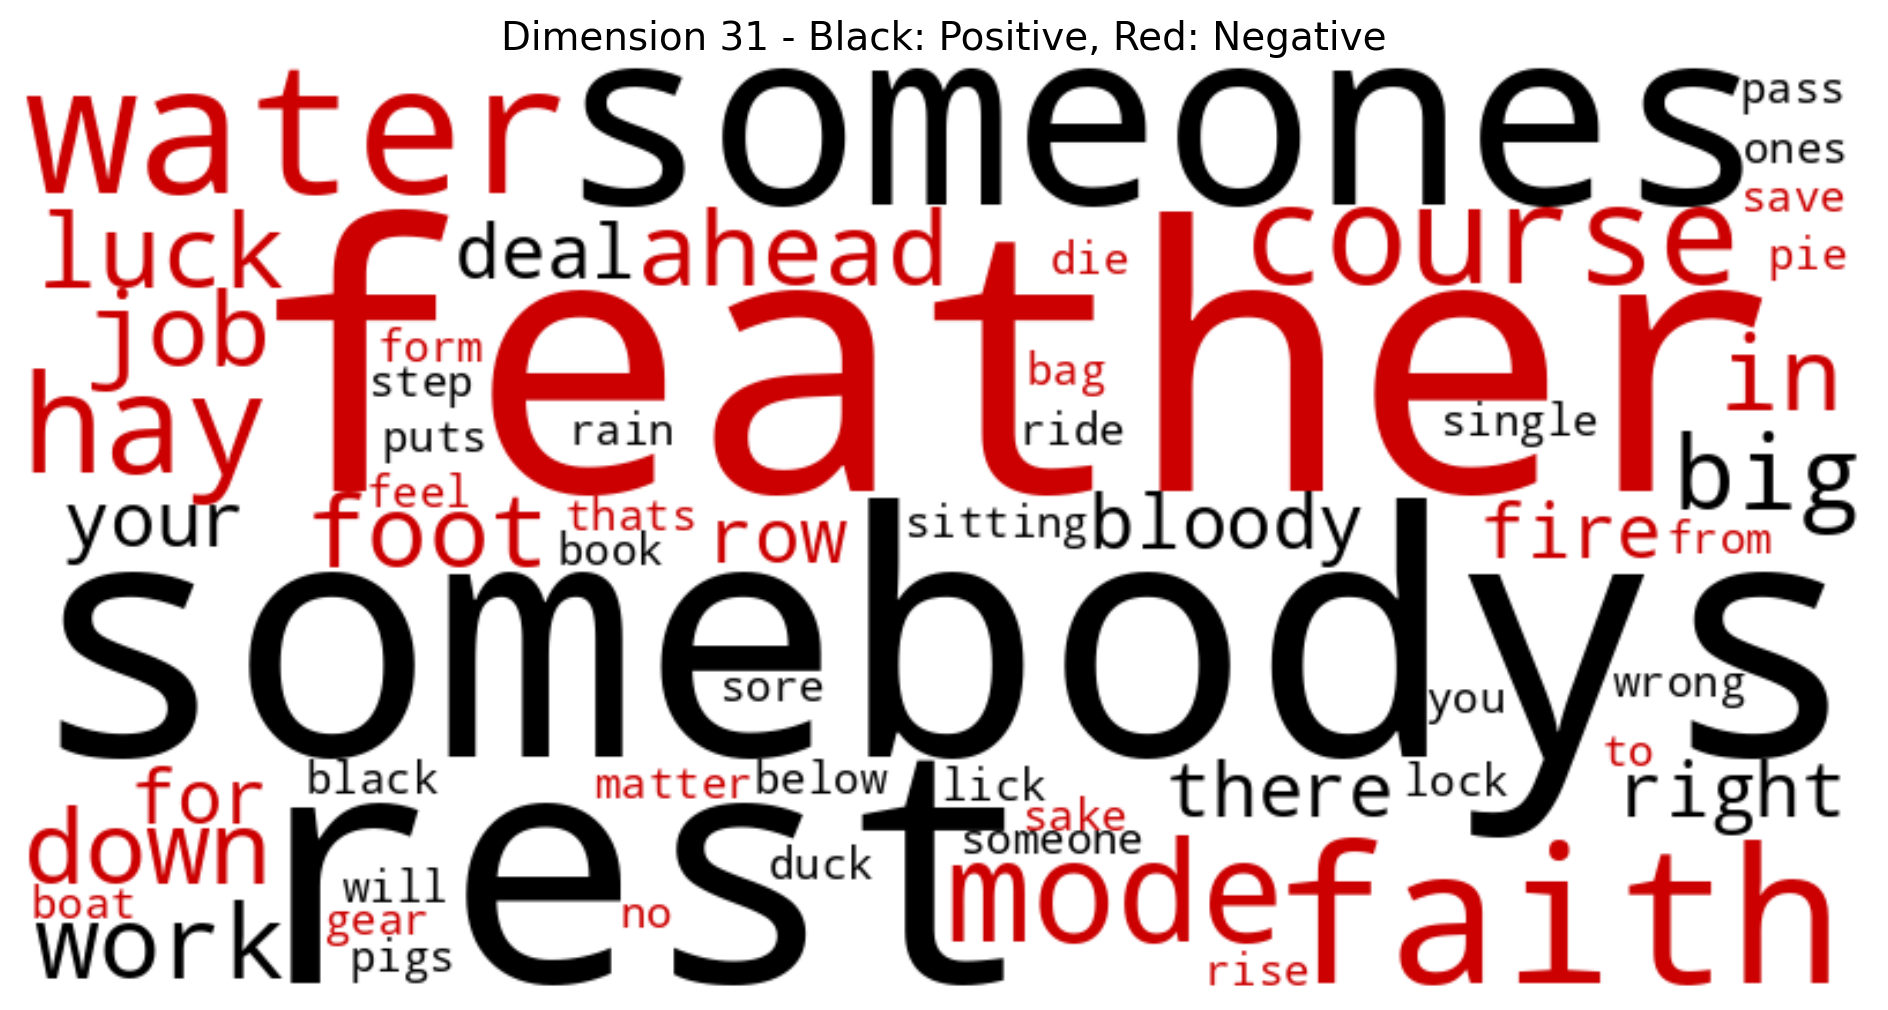 Dimension 31 - Black: Positive, Red: Negative
water someones pass
ones
save
luck deal ahead die course pie
job feather in
form
step bag
hay puts rain ride single big
feel
your foot thats row sitting bloody fire from
book
somebodys
sore you wrong
to
black matter below lick there lock right
for rest sake
down someone
will duck mode faith
boat gear no
work pigs rise